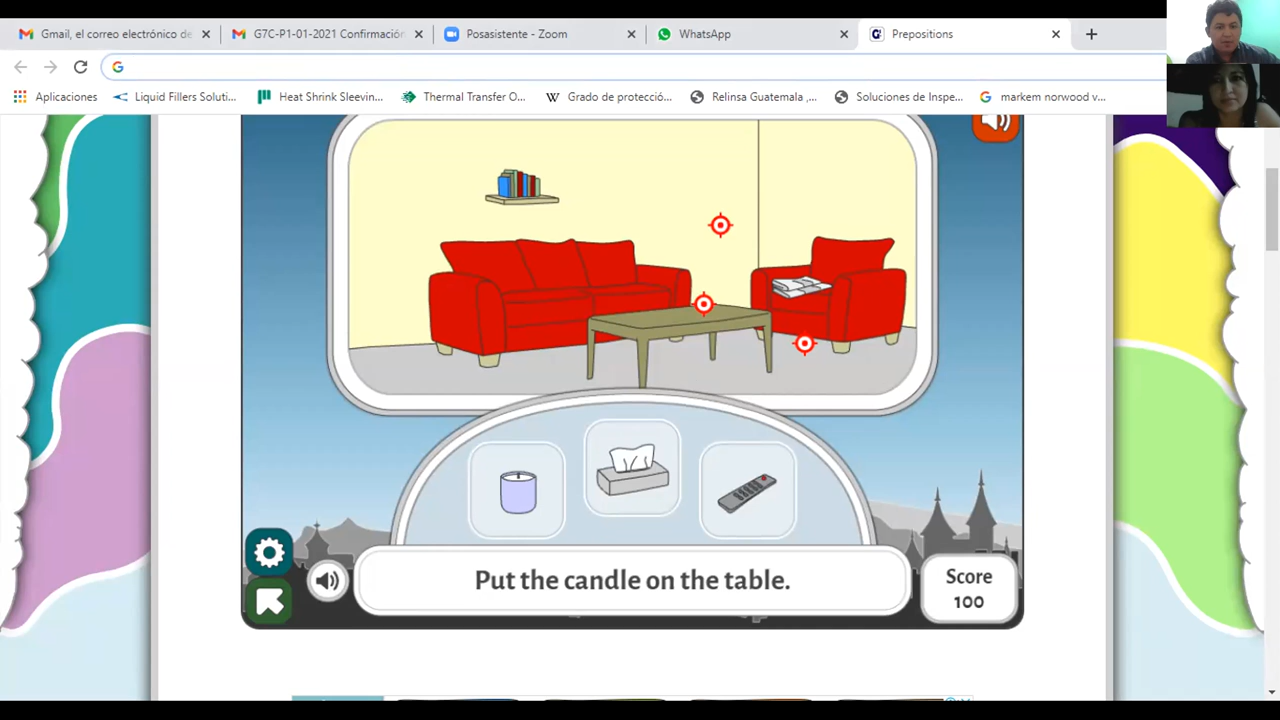 Gmail, el correo electrónico de
G7C-P1-01-2021 Confirmación
Posasistente - Zoom
WhatsApp
Prepositions
Aplicaciones
Liquid Fillers Soluti...
Heat Shrink Sleevin...
Thermal Transfer O...
Grado de protecció...
Relinsa Guatemala ,...
Soluciones de Inspe...
markem norwood v...
Put the candle on the table.
Score
100